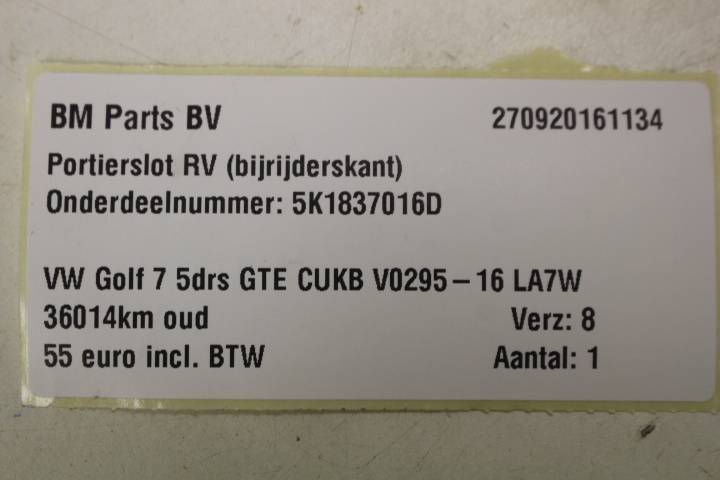 BM Parts BV 270920161134
Portierslot RV (bijrijderskant)
Onderdeelnummer: 5K1837016D
VW Golf 7 5drs GTE CUKB V0295-16 LA7W
36014km oud Verz: 8
55 euro incl. BTW Aantal: 1